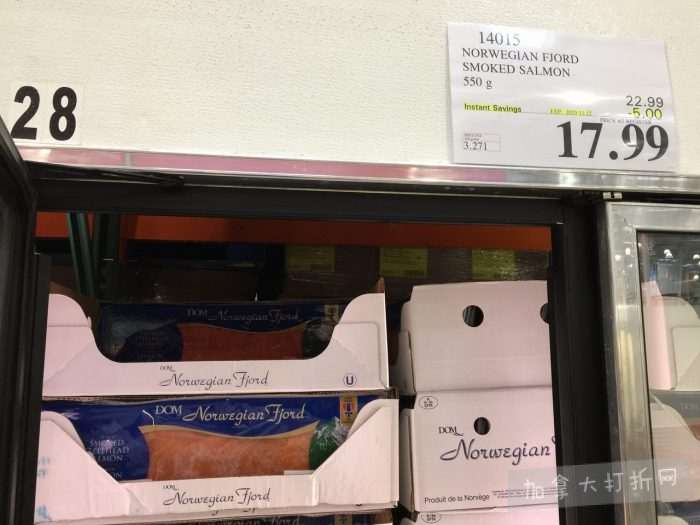 28
14015
NORWEGIAN FJORD
SMOKED SALMON
550 g
22.99
Instant Savings
-5.00
17.99
3.271
DOM
Norwegian Fjord
U
DOM Norwegian Fjord
SMOKED
SALMON
DOM
Norwegian Fjord
DOM
Norwegian
Produit de la Norvège
加拿大打折网